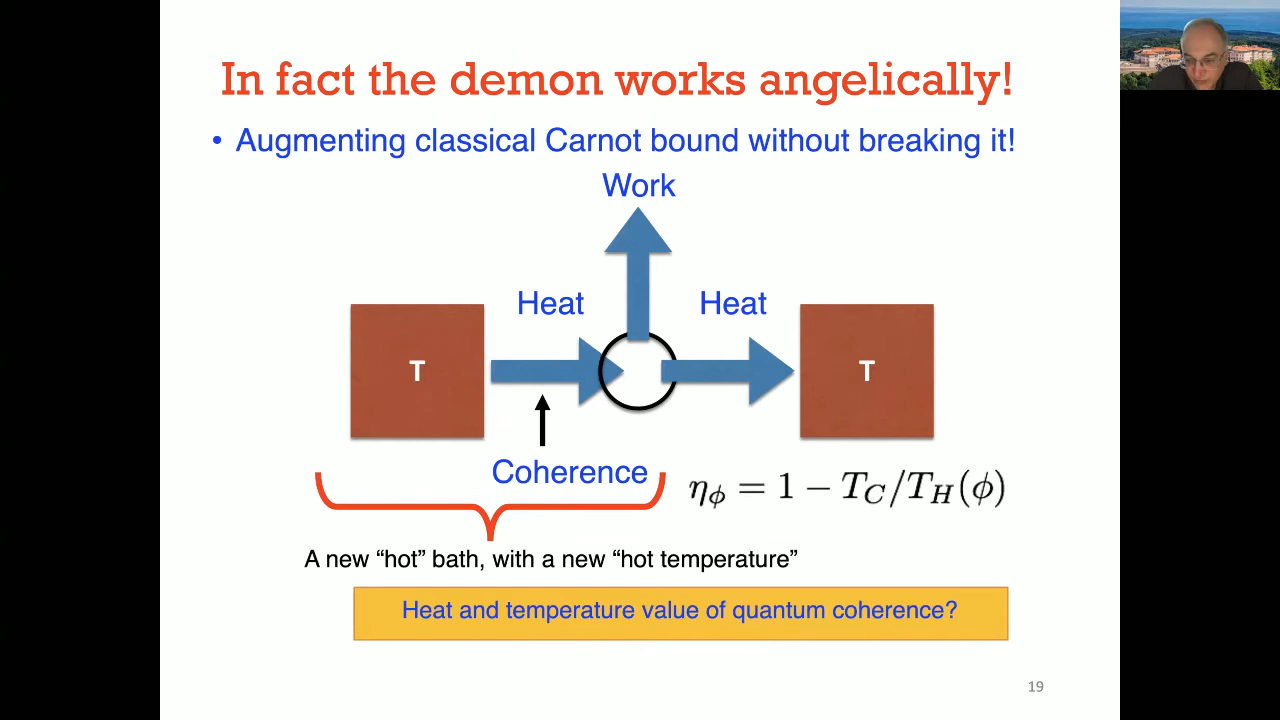 In fact the demon works angelically!
• Augmenting classical Carnot bound without breaking it!
Work
Heat
Heat
T
T
Coherence
η_ϕ = 1 − T_C/T_H(ϕ)
A new “hot” bath, with a new “hot temperature”
Heat and temperature value of quantum coherence?
19